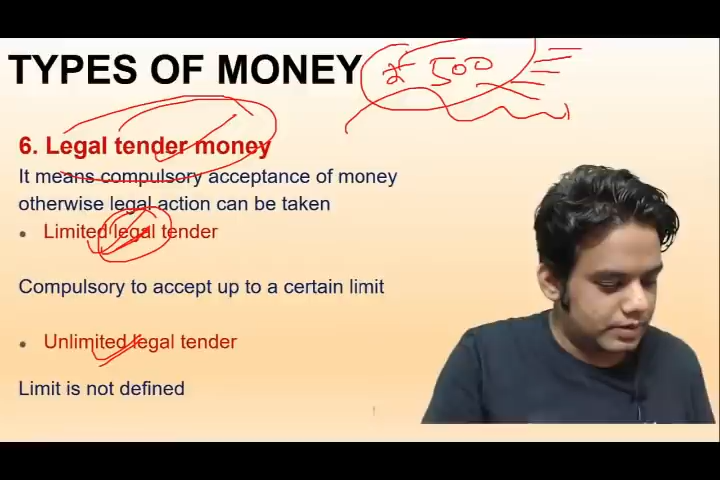 TYPES OF MONEY ₹ 500
6. Legal tender money
It means compulsory acceptance of money
otherwise legal action can be taken
• Limited legal tender
Compulsory to accept up to a certain limit
• Unlimited legal tender
Limit is not defined